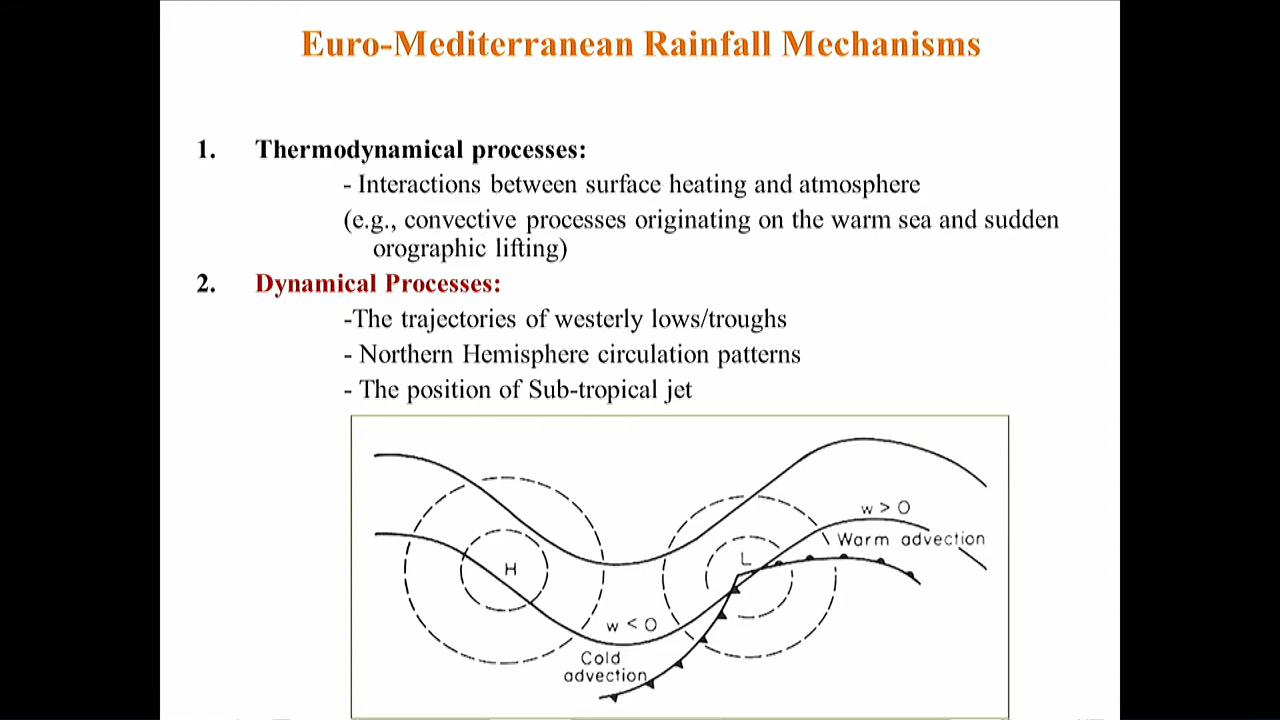 Euro-Mediterranean Rainfall Mechanisms
1. Thermodynamical processes:
- Interactions between surface heating and atmosphere
(e.g., convective processes originating on the warm sea and sudden
orographic lifting)
2. Dynamical Processes:
-The trajectories of westerly lows/troughs
- Northern Hemisphere circulation patterns
- The position of Sub-tropical jet
w > O
Warm advection
L
H
w < O
Cold
advection